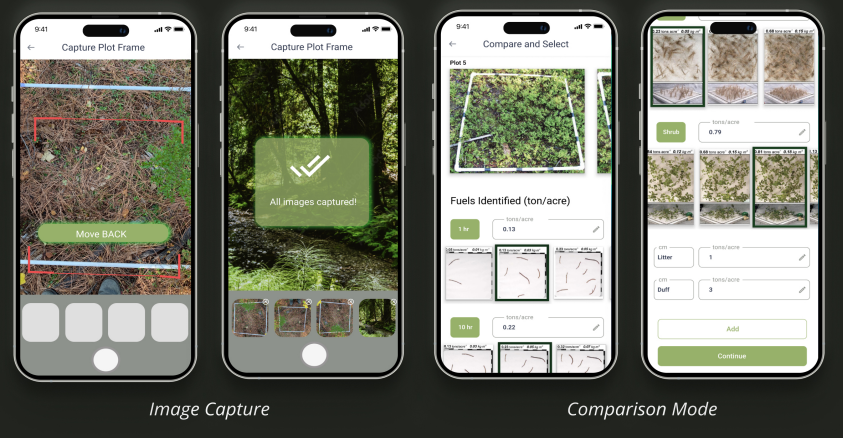 9:41
Capture Plot Frame
Move BACK
9:41
Capture Plot Frame
All images captured!
Image Capture
9:41
Compare and Select
Plot 5
Fuels Identified (ton/acre)
1 hr
tons/acre
0.13
10 hr
tons/acre
0.22
Shrub
tons/acre
0.79
cm
Litter
tons/acre
1
cm
Duff
tons/acre
3
Add
Continue
Comparison Mode